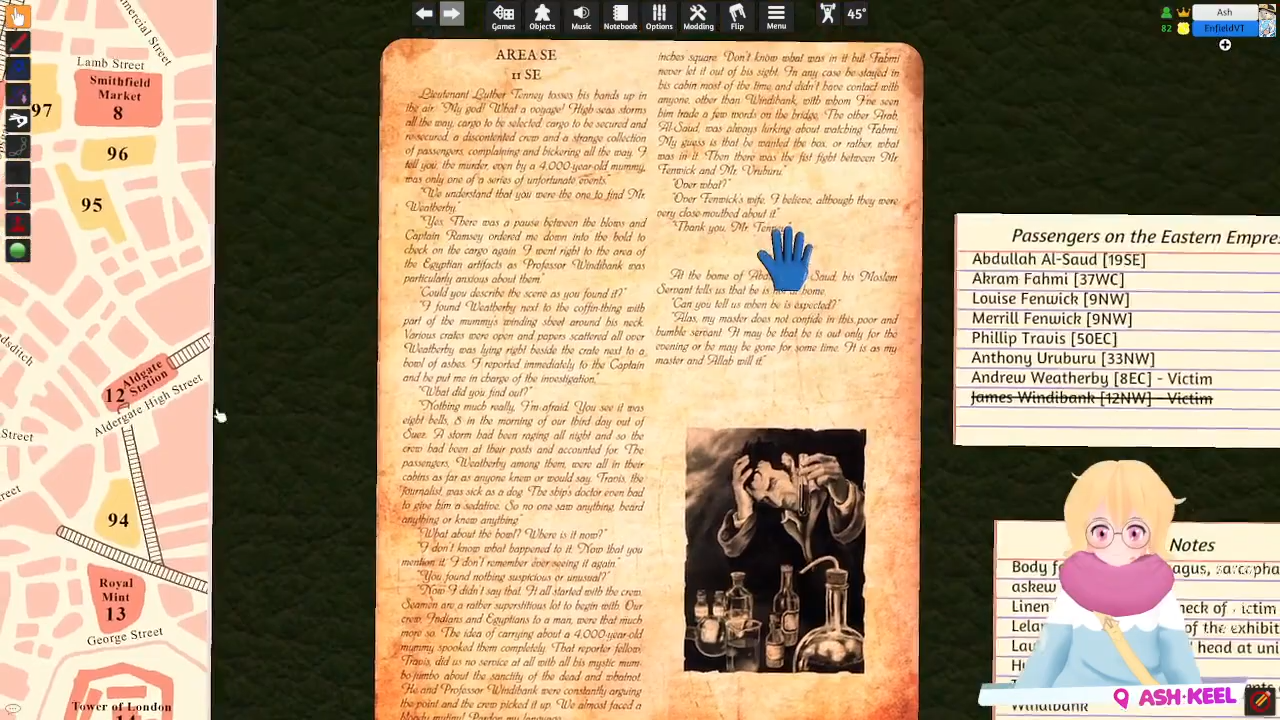 Games
Objects
Music
Notebook
Options
Modding
Flip
Menu
45°
Ash
82
EnfieldVT
Lamb Street
Smithfield
Market
8
97
96
95
12
Aldgate
Station
Aldergate High Street
Street
94
Royal
Mint
13
George Street
Tower of London
AREA SE
11 SE
Lieutenant Luther Tenney tosses his hands up in
the air. "My god! What a voyage! High seas storms
all the way, cargo to be selected, cargo to be secured and
re-secured, a discontented crew and a strange collection
of passengers, complaining and bickering all the way. I
tell you, the murder, even by a 4,000-year-old mummy,
was only one of a series of unfortunate events."
"We understand that you were the one to find Mr.
Weatherby."
"Yes. There was a pause between the blows and
Captain Ramsey ordered me down into the hold to
check on the cargo again. I went right to the area of
the Egyptian artifacts as Professor Windibank was
particularly anxious about them."
"Could you describe the scene as you found it?"
"I found Weatherby next to the coffin-thing with
part of the mummy's winding sheet around his neck.
Various crates were open and papers scattered all over.
Weatherby was lying right beside the crate next to a
bowl of ashes. I reported immediately to the Captain
and he put me in charge of the investigation."
"What did you find out?"
"Nothing much really, I'm afraid. You see it was
eight bells, 8 in the morning of our third day out of
Suez. A storm had been raging all night and so the
crew had been at their posts and accounted for. The
passengers, Weatherby among them, were all in their
cabins as far as anyone knew or would say. Travis, the
journalist, was sick as a dog. The ship's doctor even had
to give him a sedative. So no one saw anything, heard
anything or knew anything."
"What about the bowl? Where is it now?"
"I don't know what happened to it. Now that you
mention it, I don't remember ever seeing it again."
"You found nothing suspicious or unusual?"
"Now I didn't say that. It all started with the crew.
Seamen are a rather superstitious lot to begin with. Our
crew, Indians and Egyptians to a man, were that much
more so. The idea of carrying about a 4,000-year-old
mummy spooked them completely. That reporter fellow,
Travis, did us no service at all with all his mystic mum-
bo jumbo about the sanctity of the dead and whatnot.
He and Professor Windibank were constantly arguing
the point and the crew picked it up. We almost faced a
bloody mutiny! Pardon my language.
inches square. Don't know what was in it but Fahmi
never let it out of his sight. In any case he stayed in
his cabin most of the time, and didn't have contact with
anyone, other than Windibank, with whom I've seen
him trade a few words on the bridge. The other Arab,
Al-Saud, was always lurking about watching Fahmi.
My guess is that he wanted the box, or rather, what
was in it. Then there was the fist fight between Mr.
Fenwick and Mr. Uruburu."
"Over what?"
"Over Fenwick's wife, I believe, although they were
very close mouthed about it."
"Thank you, Mr.
At the home of Saud, his Moslem
Servant tells us that he is home.
"Can you tell us when he is expected?"
"Alas, my master does not confide in this poor and
humble servant. It may be that he is out only for the
evening or he may be gone for some time. It is as my
master and Allah will it."
Passengers on the Eastern Empres
Abdullah Al-Saud [19SE]
Akram Fahmi [37WC]
Louise Fenwick [9NW]
Merrill Fenwick [9NW]
Phillip Travis [50EC]
Anthony Uruburu [33NW]
Andrew Weatherby [8EC] - Victim
James Windibank [12NW] - Victim
Notes
Body
askew
Linen neck of victim
of the exhibit
head at uni
Windibank
ASH•KEEL